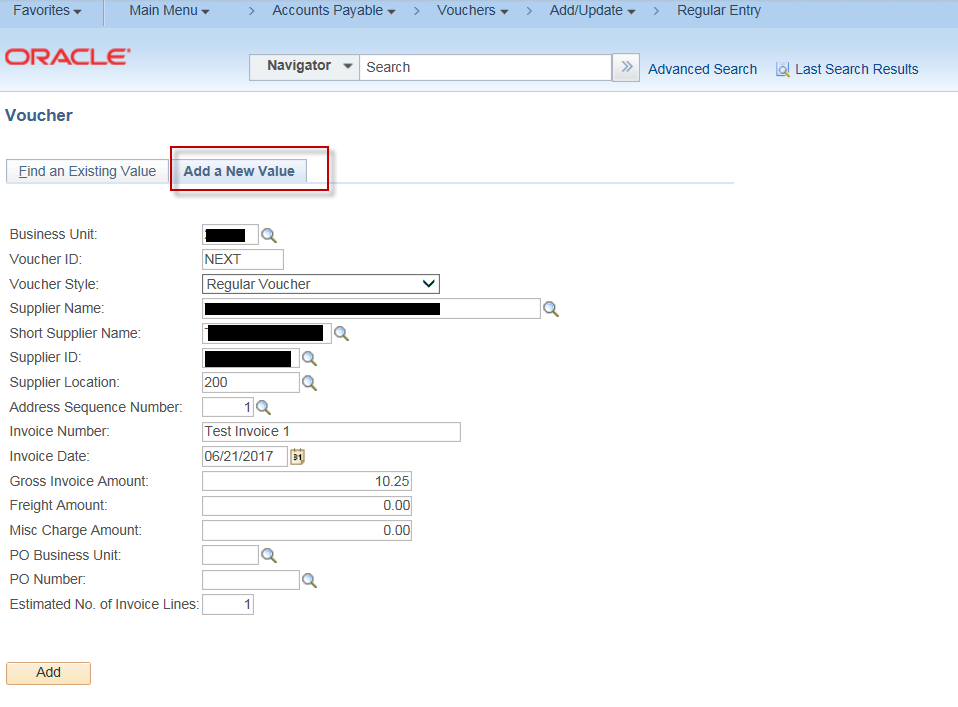 Favorites Main Menu > Accounts Payable > Vouchers > Add/Update > Regular Entry
ORACLE
Navigator Search » Advanced Search Last Search Results
Voucher
Find an Existing Value Add a New Value
Business Unit:
Voucher ID: NEXT
Voucher Style: Regular Voucher
Supplier Name:
Short Supplier Name:
Supplier ID:
Supplier Location: 200
Address Sequence Number: 1
Invoice Number: Test Invoice 1
Invoice Date: 06/21/2017 31
Gross Invoice Amount: 10.25
Freight Amount: 0.00
Misc Charge Amount: 0.00
PO Business Unit:
PO Number:
Estimated No. of Invoice Lines: 1
Add